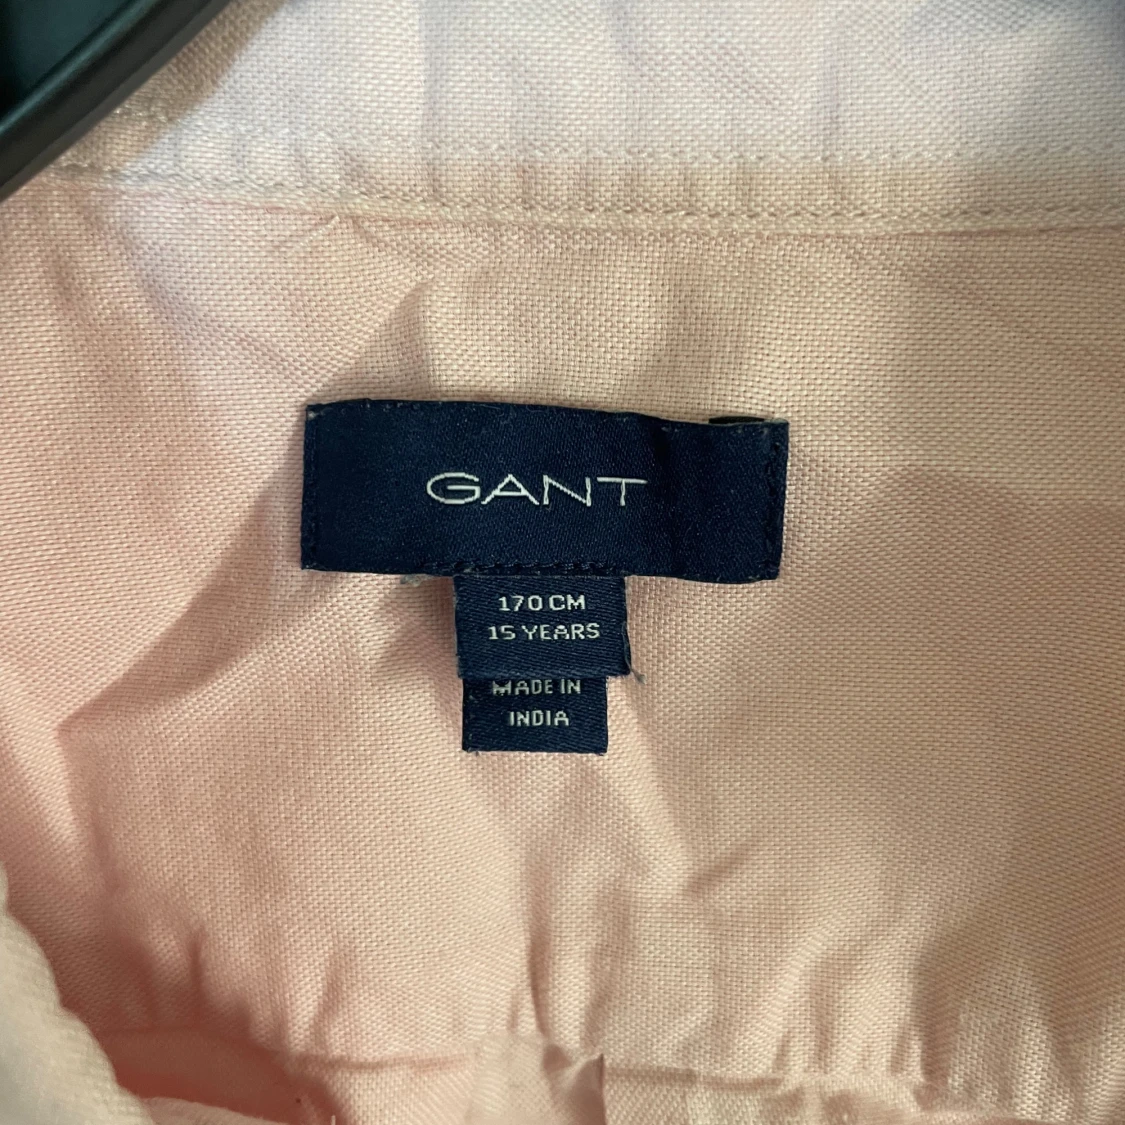 GANT
170 CM
15 YEARS
MADE IN
INDIA